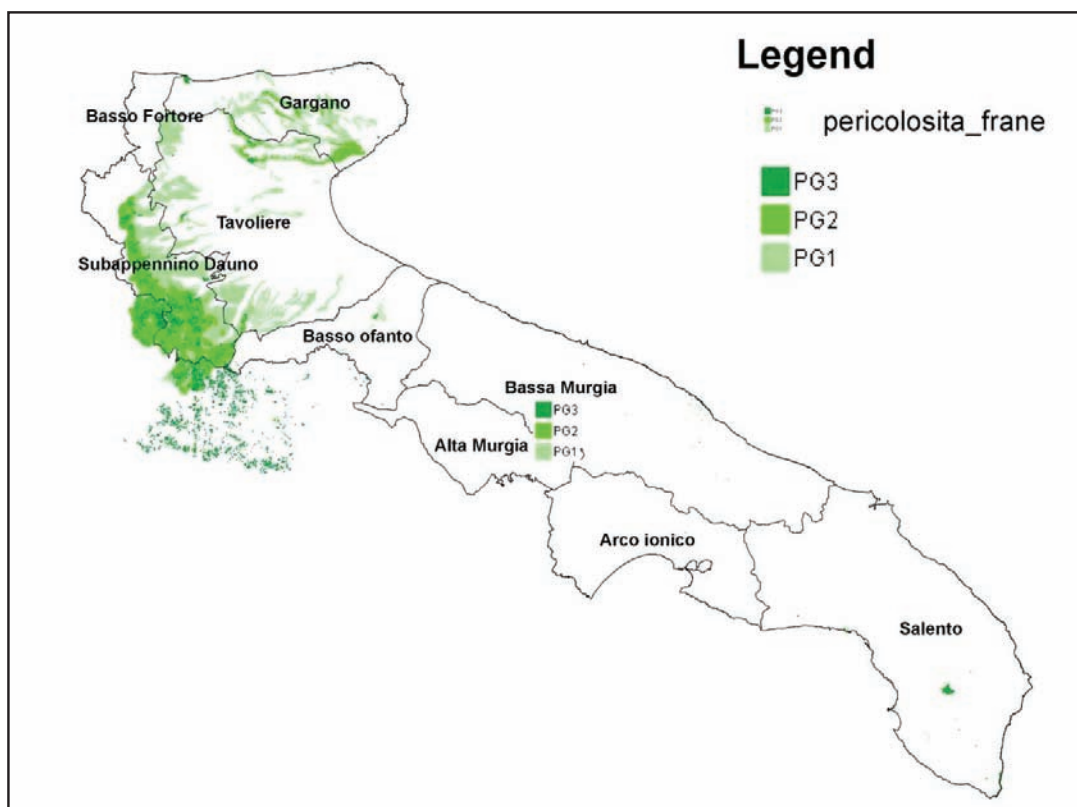 Legend
pericolosita_frane
PG3
PG2
PG1
Gargano
Basso Fortore
Tavoliere
Subappennino Dauno
Basso ofanto
Bassa Murgia
PG3
PG2
PG1
Alta Murgia
Arco ionico
Salento